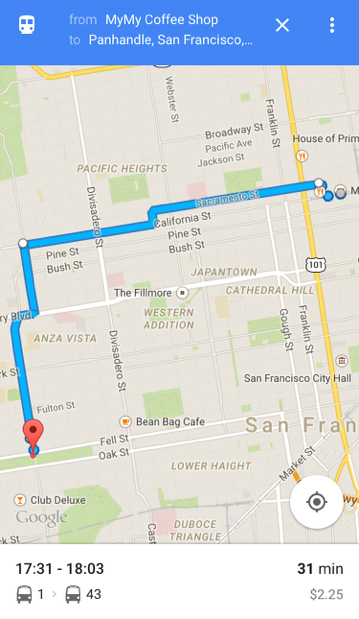 from MyMy Coffee Shop
to Panhandle, San Francisco,...
Webster St
Franklin St
Broadway St
Pacific Ave
Jackson St
House of Prim
PACIFIC HEIGHTS
Divisadero St
Sacramento St
M
California St
Pine St
Bush St
Pine St
Bush St
JAPANTOWN
101
The Fillmore
CATHEDRAL HILL
WESTERN
ADDITION
ry Blvd
Gough St
Franklin St
ANZA VISTA
Divisadero St
rk St
San Francisco City Hall
Fulton St
Bean Bag Cafe
San Fran
Fell St
Oak St
LOWER HAIGHT
Market St
Club Deluxe
Google
DUBOCE
TRIANGLE
Cast
ck St
17:31 - 18:03
31 min
1 > 43
$2.25